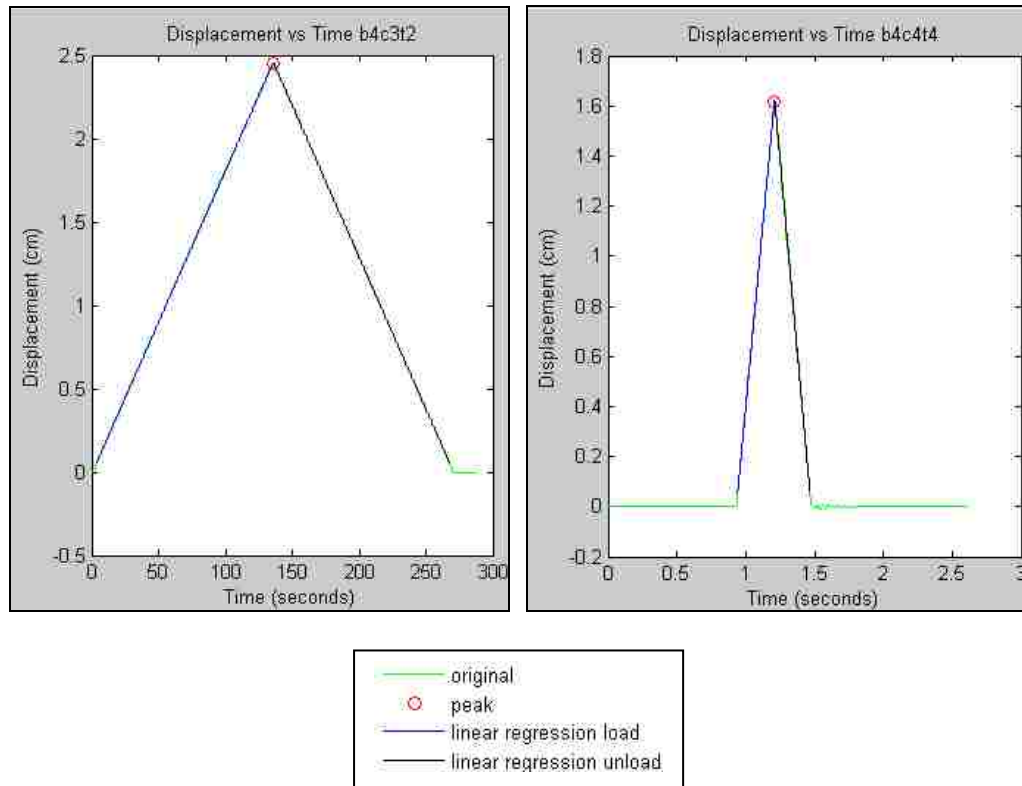 Displacement vs Time b4c3t2
2.5
2
1.5
1
0.5
0
-0.5
Displacement (cm)
0 50 100 150 200 250 300
Time (seconds)
Displacement vs Time b4c4t4
1.8
1.6
1.4
1.2
1
0.8
0.6
0.4
0.2
0
-0.2
Displacement (cm)
0 0.5 1 1.5 2 2.5 3
Time (seconds)
original
peak
linear regression load
linear regression unload